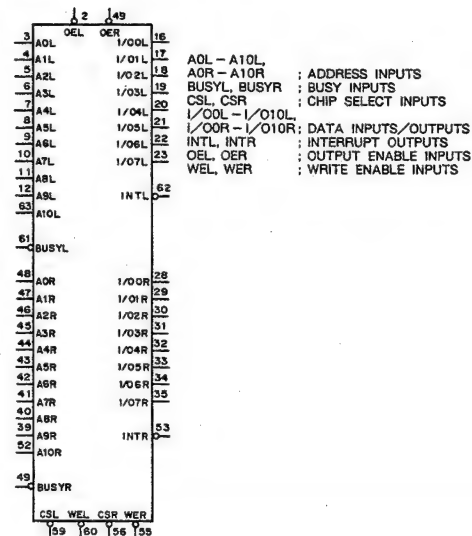 2 49
OEL OER
3 A0L I/O0L 16
4 A1L I/O1L 17
5 A2L I/O2L 18
6 A3L I/O3L 19
7 A4L I/O4L 20
8 A5L I/O5L 21
9 A6L I/O6L 22
10 A7L I/O7L 23
11 A8L
12 A9L INTL 62
63 A10L
61 BUSYL
48 A0R I/O0R 28
47 A1R I/O1R 29
46 A2R I/O2R 30
45 A3R I/O3R 31
44 A4R I/O4R 32
43 A5R I/O5R 33
42 A6R I/O6R 34
41 A7R I/O7R 35
40 A8R
39 A9R INTR 53
52 A10R
49 BUSYR
CSL WEL CSR WER
59 60 56 55
A0L – A10L,
A0R – A10R ; ADDRESS INPUTS
BUSYL, BUSYR ; BUSY INPUTS
CSL, CSR ; CHIP SELECT INPUTS
I/O0L – I/O10L,
I/O0R – I/O10R; DATA INPUTS/OUTPUTS
INTL, INTR ; INTERRUPT OUTPUTS
OEL, OER ; OUTPUT ENABLE INPUTS
WEL, WER ; WRITE ENABLE INPUTS